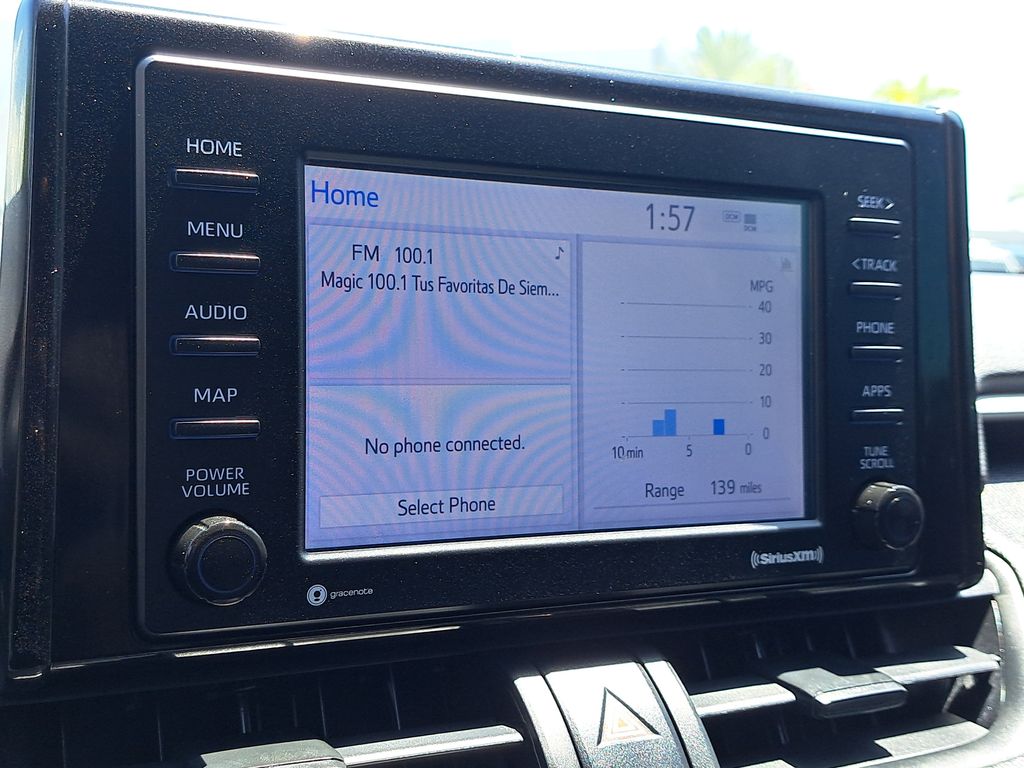 HOME
MENU
AUDIO
MAP
POWER
VOLUME
Home
1:57
DCM
DCM
FM 100.1
Magic 100.1 Tus Favoritas De Siem...
No phone connected.
Select Phone
MPG
40
30
20
10
0
10 min 5 0
Range 139 miles
SEEK >
< TRACK
PHONE
APPS
TUNE
SCROLL
gracenote
SiriusXM